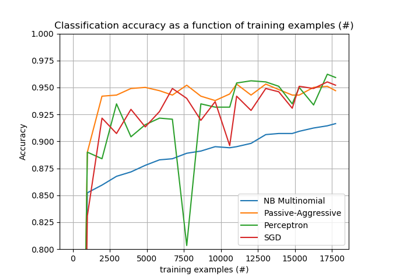 Classification accuracy as a function of training examples (#)
1.000
0.975
0.950
0.925
0.900
0.875
0.850
0.825
0.800
Accuracy
NB Multinomial
Passive-Aggressive
Perceptron
SGD
0 2500 5000 7500 10000 12500 15000 17500
training examples (#)